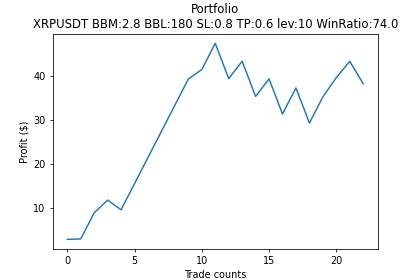 Portfolio
XRPUSDT BBM:2.8 BBL:180 SL:0.8 TP:0.6 lev:10 WinRatio:74.0
40
30
20
10
Profit ($)
0 5 10 15 20
Trade counts